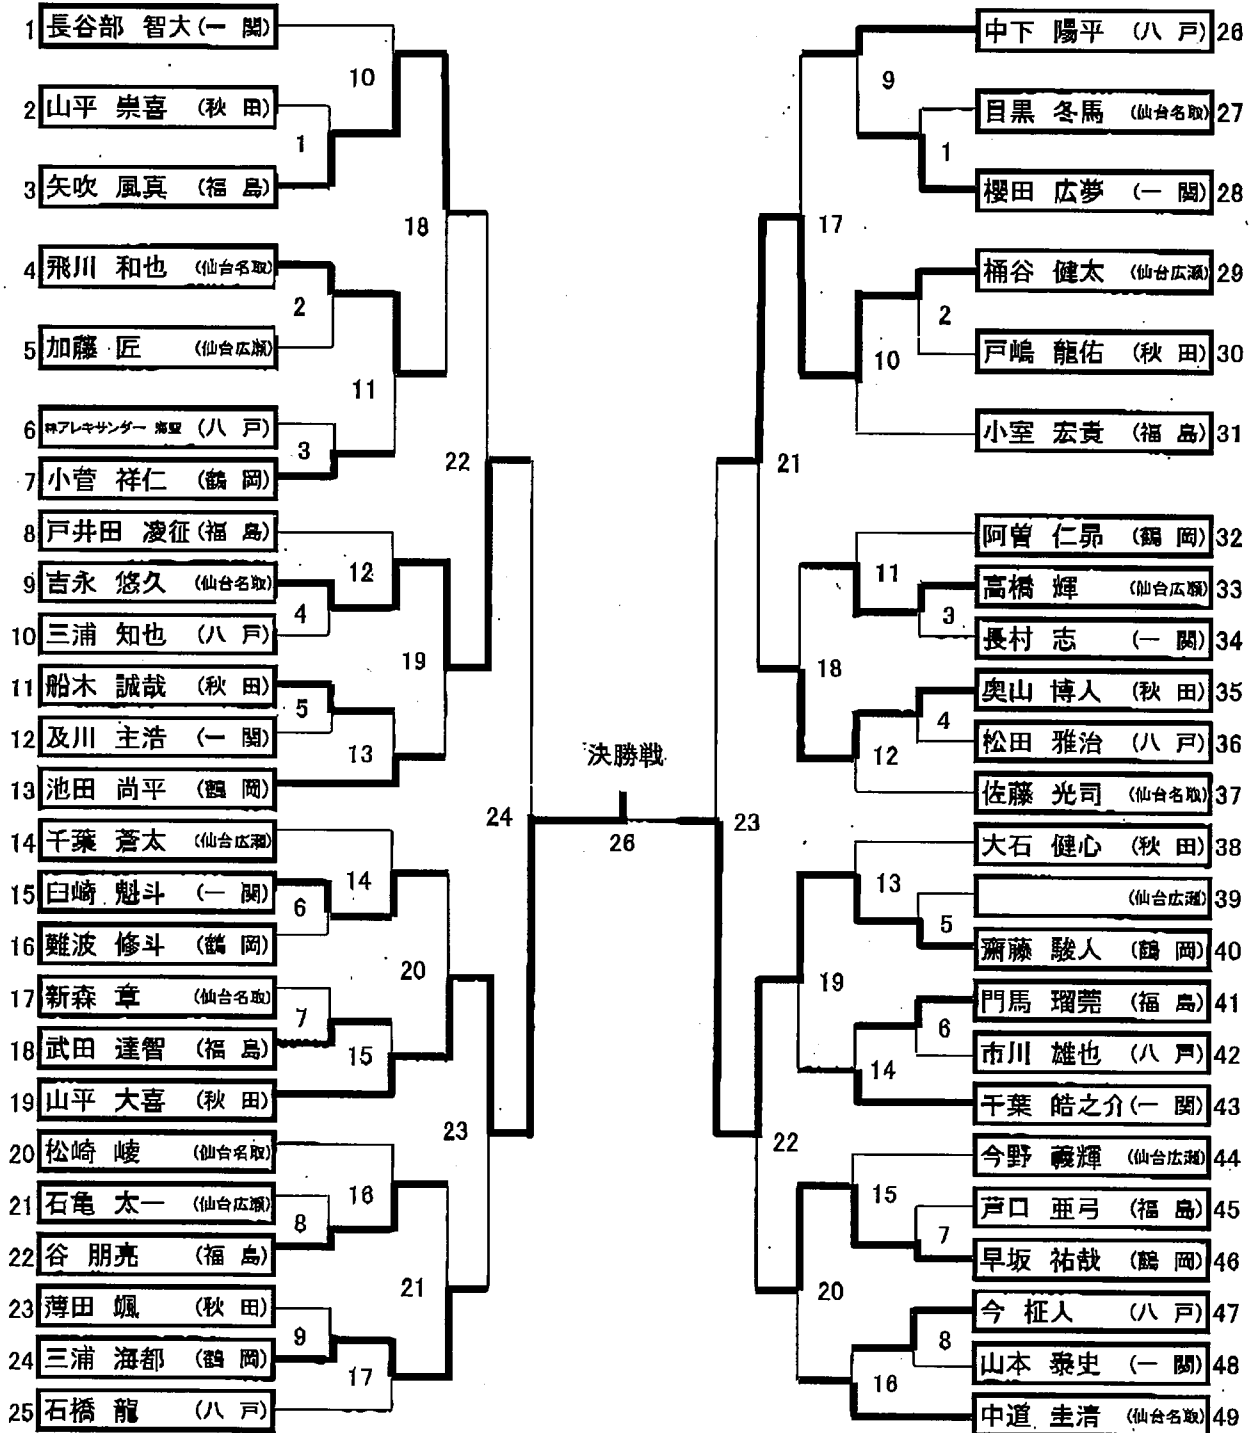 1 長谷部 智大 (一 関)
10
2 山平 崇喜 (秋 田)
1
3 矢吹 風真 (福 島)
18
4 飛川 和也 (仙台名取)
2
5 加藤 匠 (仙台広瀬)
11
6 アレキサンダー 海聖 (八 戸)
3
7 小菅 祥仁 (鶴 岡)
22
8 戸井田 凌征 (福 島)
12
9 吉永 悠久 (仙台名取)
4
10 三浦 知也 (八 戸)
19
11 船木 誠哉 (秋 田)
5
12 及川 主浩 (一 関)
13
13 池田 尚平 (鶴 岡)
24
14 千葉 蒼太 (仙台広瀬)
14
15 臼崎 魁斗 (一 関)
6
16 難波 修斗 (鶴 岡)
20
17 新森 章 (仙台名取)
7
18 武田 達智 (福 島)
15
19 山平 大喜 (秋 田)
23
20 松崎 崚 (仙台名取)
16
21 石亀 太一 (仙台広瀬)
8
22 谷 朋亮 (福 島)
21
23 薄田 颯 (秋 田)
9
24 三浦 海都 (鶴 岡)
17
25 石橋 龍 (八 戸)
決勝戦
26
中下 陽平 (八 戸) 26
9
目黒 冬馬 (仙台名取) 27
1
櫻田 広夢 (一 関) 28
17
桶谷 健太 (仙台広瀬) 29
2
戸嶋 龍佑 (秋 田) 30
10
小室 宏貴 (福 島) 31
21
阿曽 仁昴 (鶴 岡) 32
11
高橋 輝 (仙台広瀬) 33
3
長村 志 (一 関) 34
18
奥山 博人 (秋 田) 35
4
松田 雅治 (八 戸) 36
12
佐藤 光司 (仙台名取) 37
23
大石 健心 (秋 田) 38
13
(仙台広瀬) 39
5
齋藤 駿人 (鶴 岡) 40
19
門馬 瑠莞 (福 島) 41
6
市川 雄也 (八 戸) 42
14
千葉 皓之介 (一 関) 43
22
今野 義輝 (仙台広瀬) 44
15
芦口 亜弓 (福 島) 45
7
早坂 祐哉 (鶴 岡) 46
20
今 柾人 (八 戸) 47
8
山本 泰史 (一 関) 48
16
中道 圭清 (仙台名取) 49